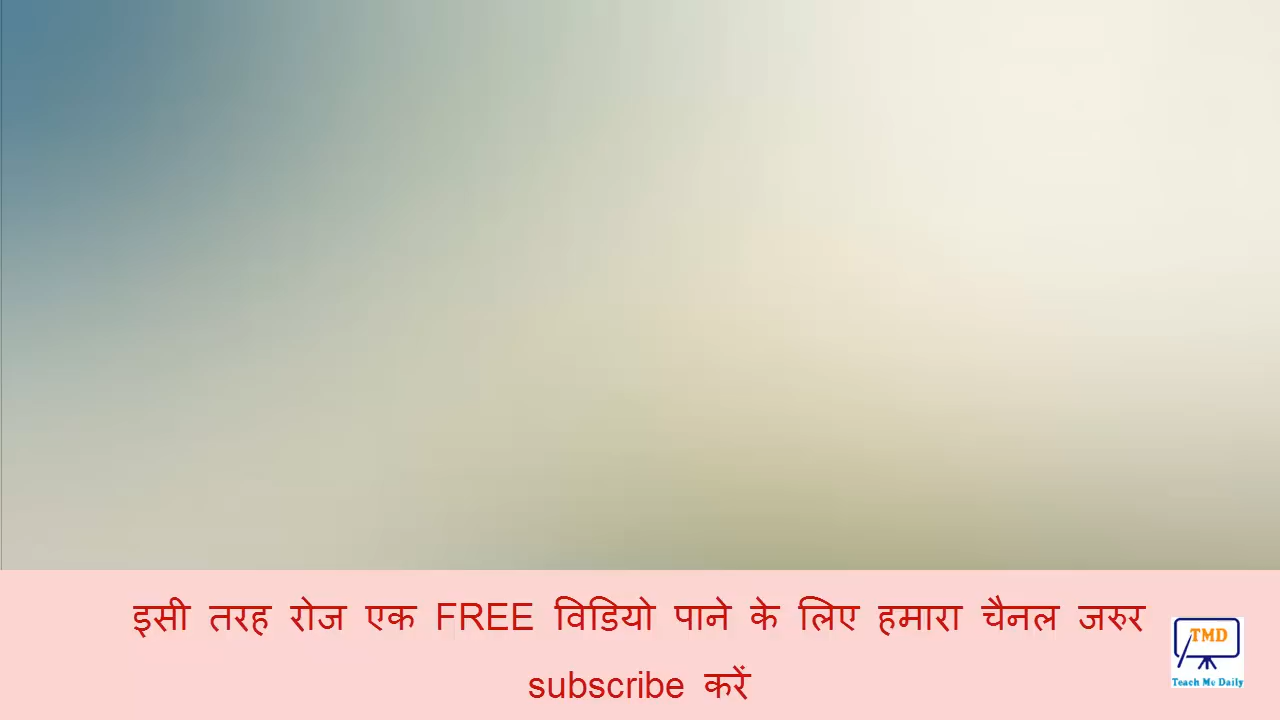 इसी तरह रोज एक FREE विडियो पाने के लिए हमारा चैनल जरुर
subscribe करें
TMD
Teach Me Daily